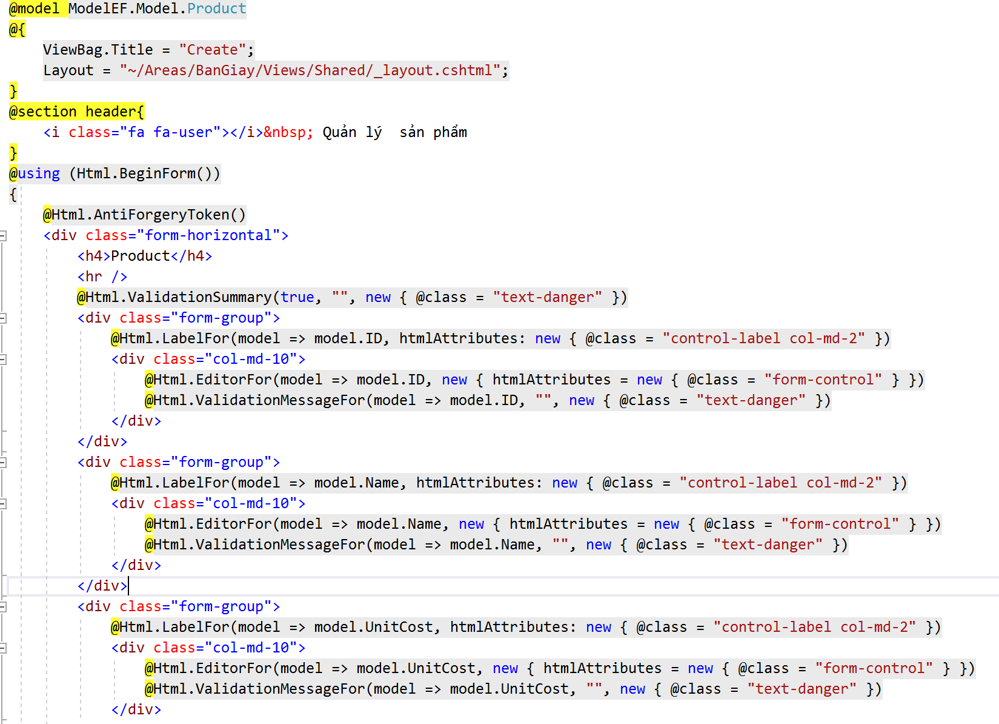 @model ModelEF.Model.Product
@{
    ViewBag.Title = "Create";
    Layout = "~/Areas/BanGiay/Views/Shared/_layout.cshtml";
}
@section header{
    <i class="fa fa-user"></i>&nbsp; Quản lý  sản phẩm
}
@using (Html.BeginForm())
{
    @Html.AntiForgeryToken()
    <div class="form-horizontal">
        <h4>Product</h4>
        <hr />
        @Html.ValidationSummary(true, "", new { @class = "text-danger" })
        <div class="form-group">
            @Html.LabelFor(model => model.ID, htmlAttributes: new { @class = "control-label col-md-2" })
            <div class="col-md-10">
                @Html.EditorFor(model => model.ID, new { htmlAttributes = new { @class = "form-control" } })
                @Html.ValidationMessageFor(model => model.ID, "", new { @class = "text-danger" })
            </div>
        </div>
        <div class="form-group">
            @Html.LabelFor(model => model.Name, htmlAttributes: new { @class = "control-label col-md-2" })
            <div class="col-md-10">
                @Html.EditorFor(model => model.Name, new { htmlAttributes = new { @class = "form-control" } })
                @Html.ValidationMessageFor(model => model.Name, "", new { @class = "text-danger" })
            </div>
        </div>
        <div class="form-group">
            @Html.LabelFor(model => model.UnitCost, htmlAttributes: new { @class = "control-label col-md-2" })
            <div class="col-md-10">
                @Html.EditorFor(model => model.UnitCost, new { htmlAttributes = new { @class = "form-control" } })
                @Html.ValidationMessageFor(model => model.UnitCost, "", new { @class = "text-danger" })
            </div>